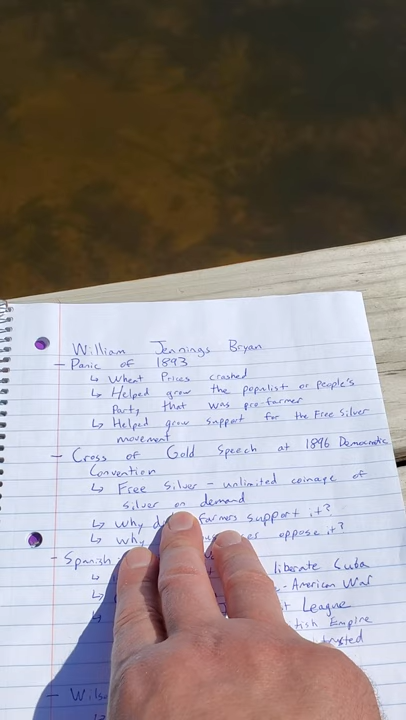 William Jennings Bryan
- Panic of 1893
↳ Wheat Prices crashed
↳ Helped grow the populist or People's
Party, that was pro-farmer
↳ Helped grow support for the Free Silver
movement
- Cross of Gold Speech at 1896 Democratic
Convention
↳ Free Silver - unlimited coinage of
silver on demand
↳ why farmers support it?
↳ why oppose it?
- Spanish liberate Cuba
-American War
League
Empire
- Wils